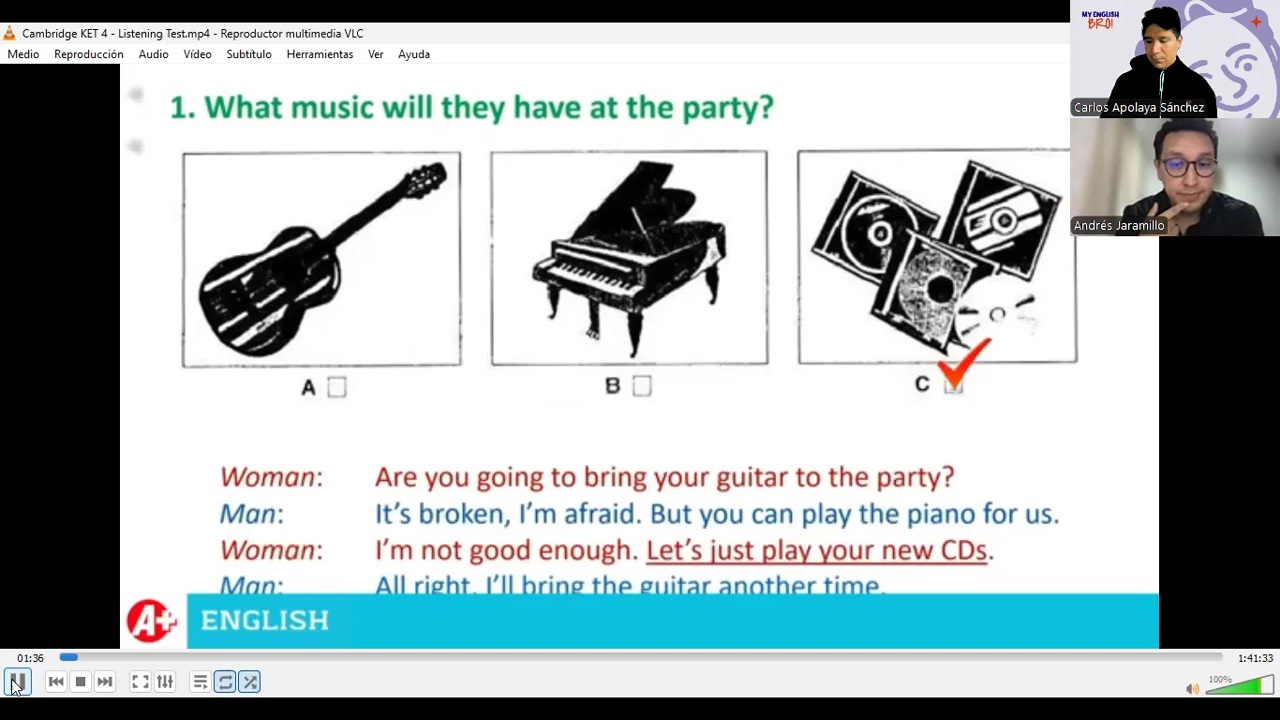 Cambridge KET 4 - Listening Test.mp4 - Reproductor multimedia VLC
Medio Reproducción Audio Vídeo Subtítulo Herramientas Ver Ayuda
MY ENGLISH
BRO!
Carlos Apolaya Sánchez
Andrés Jaramillo
1. What music will they have at the party?
A B C
Woman: Are you going to bring your guitar to the party?
Man: It's broken, I'm afraid. But you can play the piano for us.
Woman: I'm not good enough. Let's just play your new CDs.
Man: All right, I'll bring the guitar another time.
A+ ENGLISH
01:36 1:41:33
100%